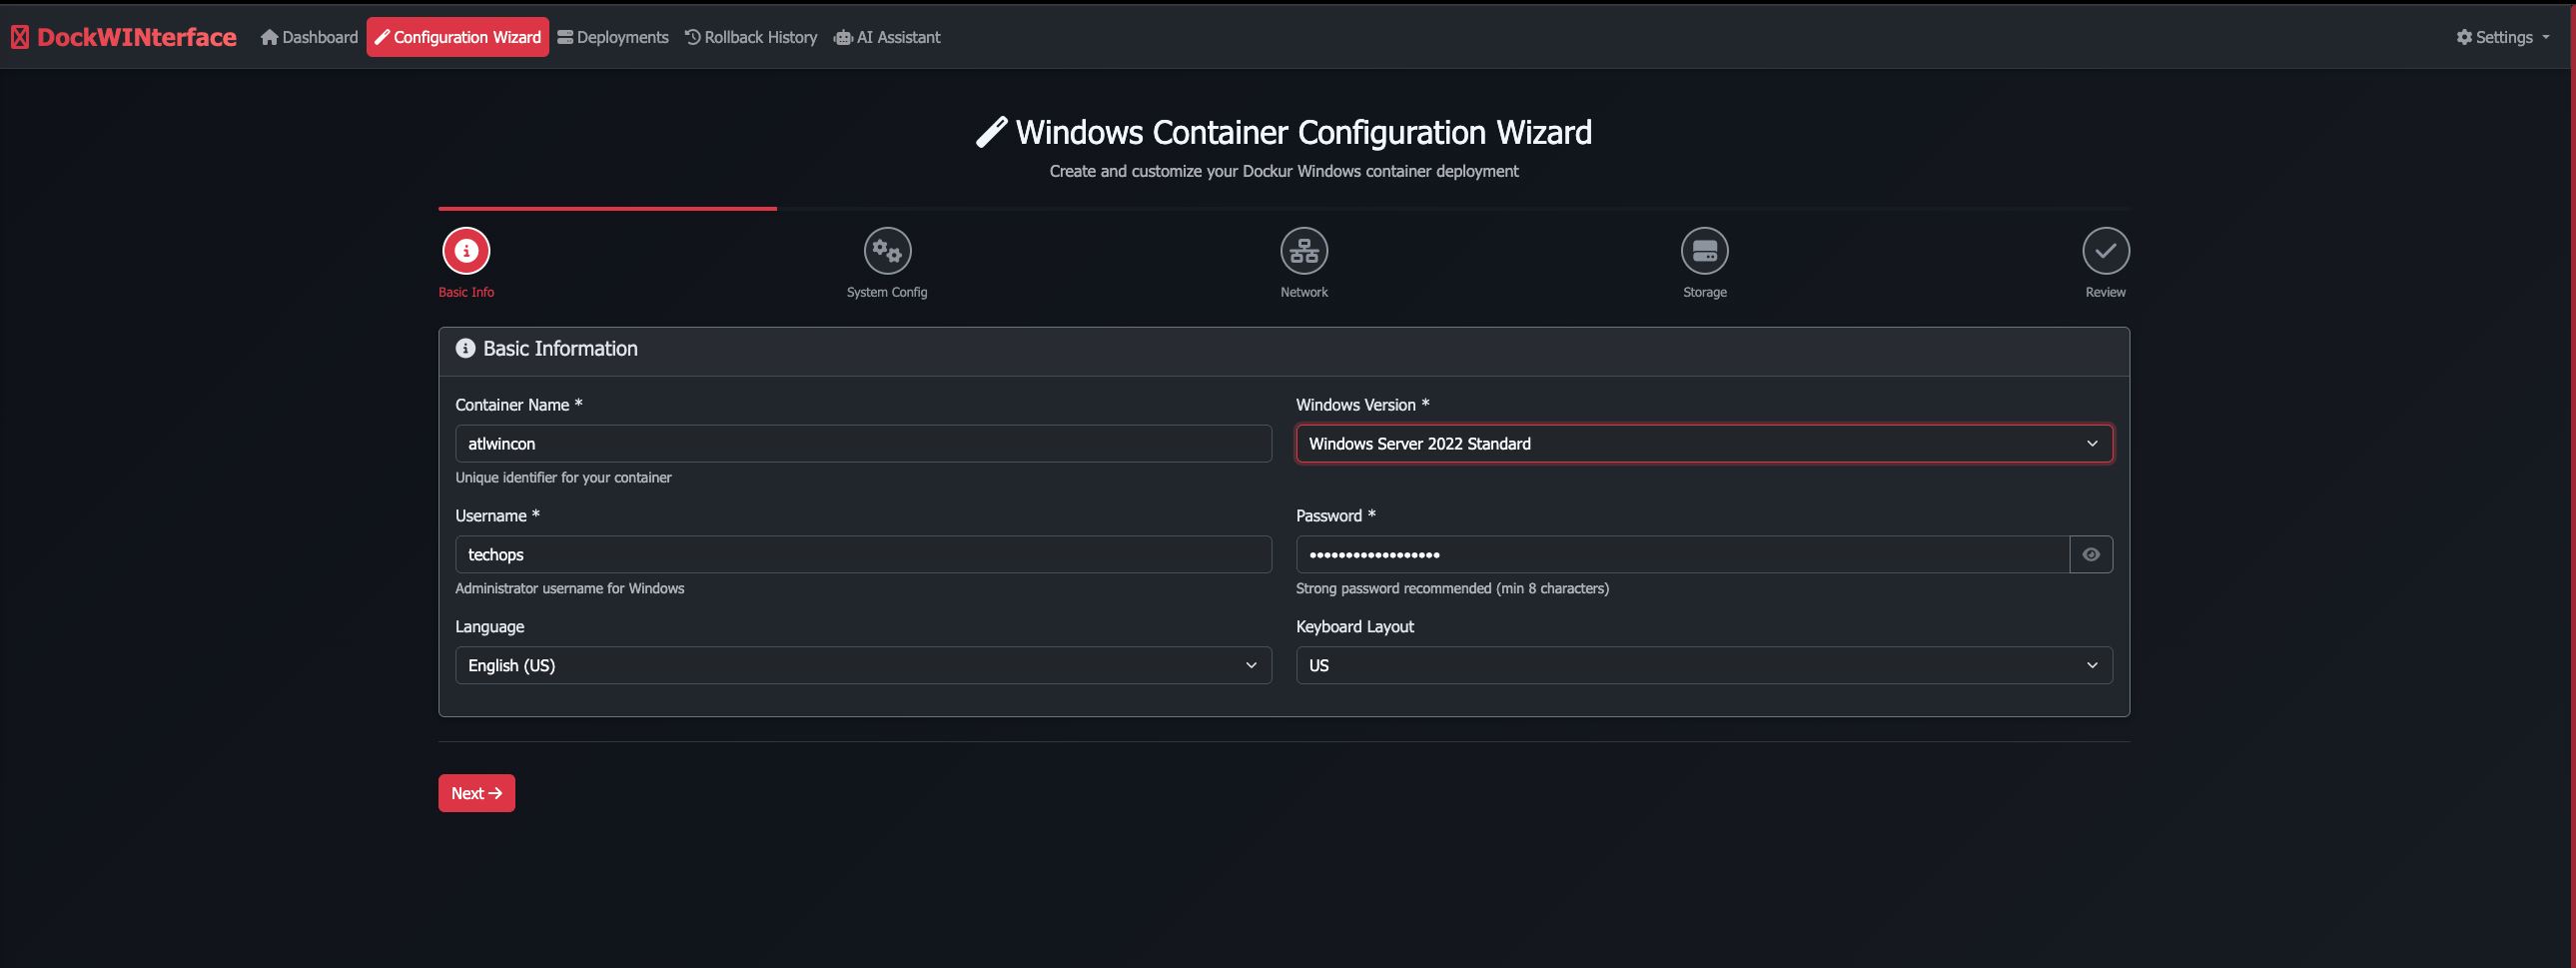 DockWINterface Dashboard Configuration Wizard Deployments Rollback History AI Assistant Settings
Windows Container Configuration Wizard
Create and customize your Dockur Windows container deployment
Basic Info System Config Network Storage Review
Basic Information
Container Name * Windows Version *
atlwincon Windows Server 2022 Standard
Unique identifier for your container
Username * Password *
techops ••••••••••••••••••
Administrator username for Windows Strong password recommended (min 8 characters)
Language Keyboard Layout
English (US) US
Next